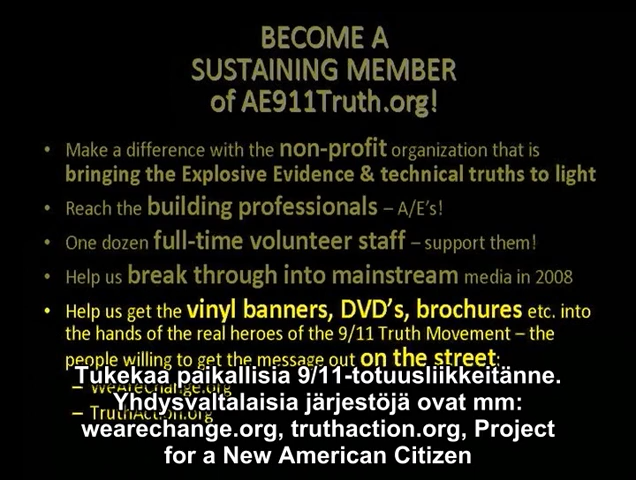 BECOME A
SUSTAINING MEMBER
of AE911Truth.org!
• Make a difference with the non-profit organization that is
bringing the Explosive Evidence & technical truths to light
• Reach the building professionals – A/E's!
• One dozen full-time volunteer staff – support them!
• Help us break through into mainstream media in 2008
• Help us get the vinyl banners, DVD's, brochures etc. into
the hands of the real heroes of the 9/11 Truth Movement – the
people willing to get the message out on the street:
– WeAreChange.org
– TruthAction.org
Tukekaa paikallisia 9/11-totuusliikkeitänne.
Yhdysvaltalaisia järjestöjä ovat mm:
wearechange.org, truthaction.org, Project
for a New American Citizen